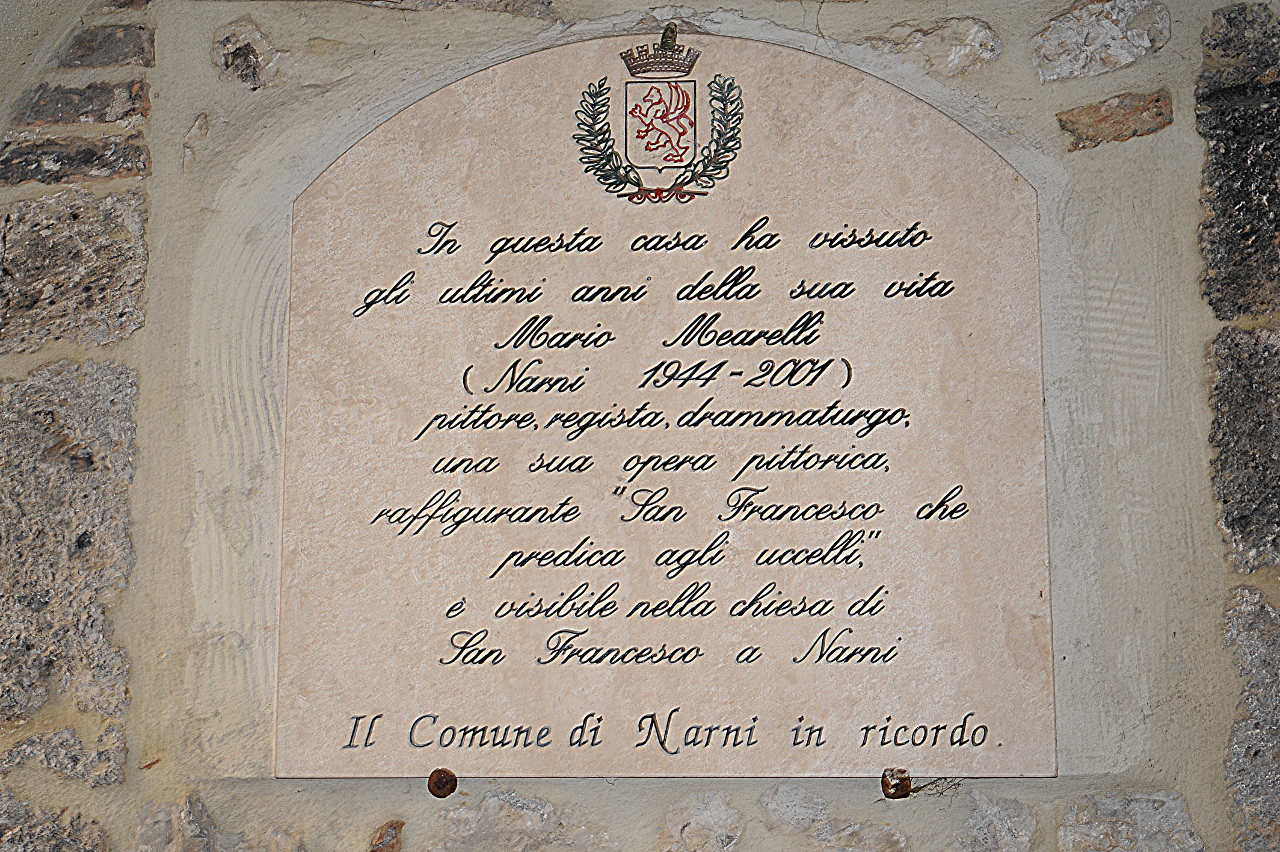 In questa casa ha vissuto
gli ultimi anni della sua vita
Mario Mearelli
( Narni 1944-2001 )
pittore, regista, drammaturgo,
una sua opera pittorica,
raffigurante "San Francesco che
predica agli uccelli,"
è visibile nella chiesa di
San Francesco a Narni
Il Comune di Narni in ricordo.